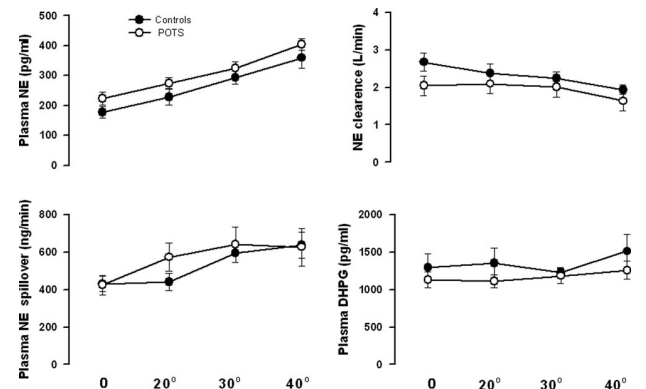 Controls
POTS
Plasma NE (pg/ml)
500
400
300
200
100
0
NE clearence (L/min)
4
3
2
1
0
Plasma NE spillover (ng/min)
800
600
400
200
0
0 20° 30° 40°
Plasma DHPG (pg/ml)
2000
1500
1000
500
0
0 20° 30° 40°